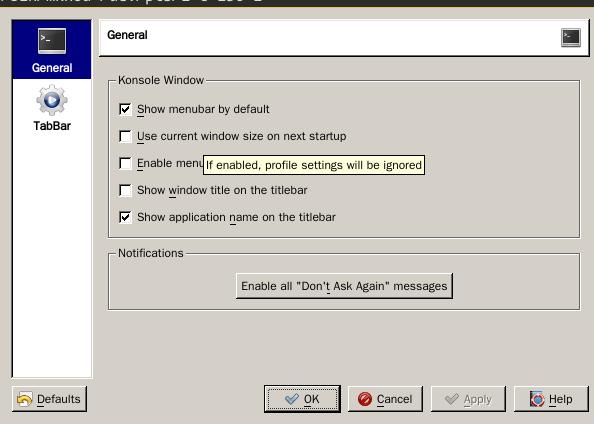 General
TabBar
General
Konsole Window
Show menubar by default
Use current window size on next startup
Enable menu
If enabled, profile settings will be ignored
Show window title on the titlebar
Show application name on the titlebar
Notifications
Enable all "Don't Ask Again" messages
Defaults
OK
Cancel
Apply
Help